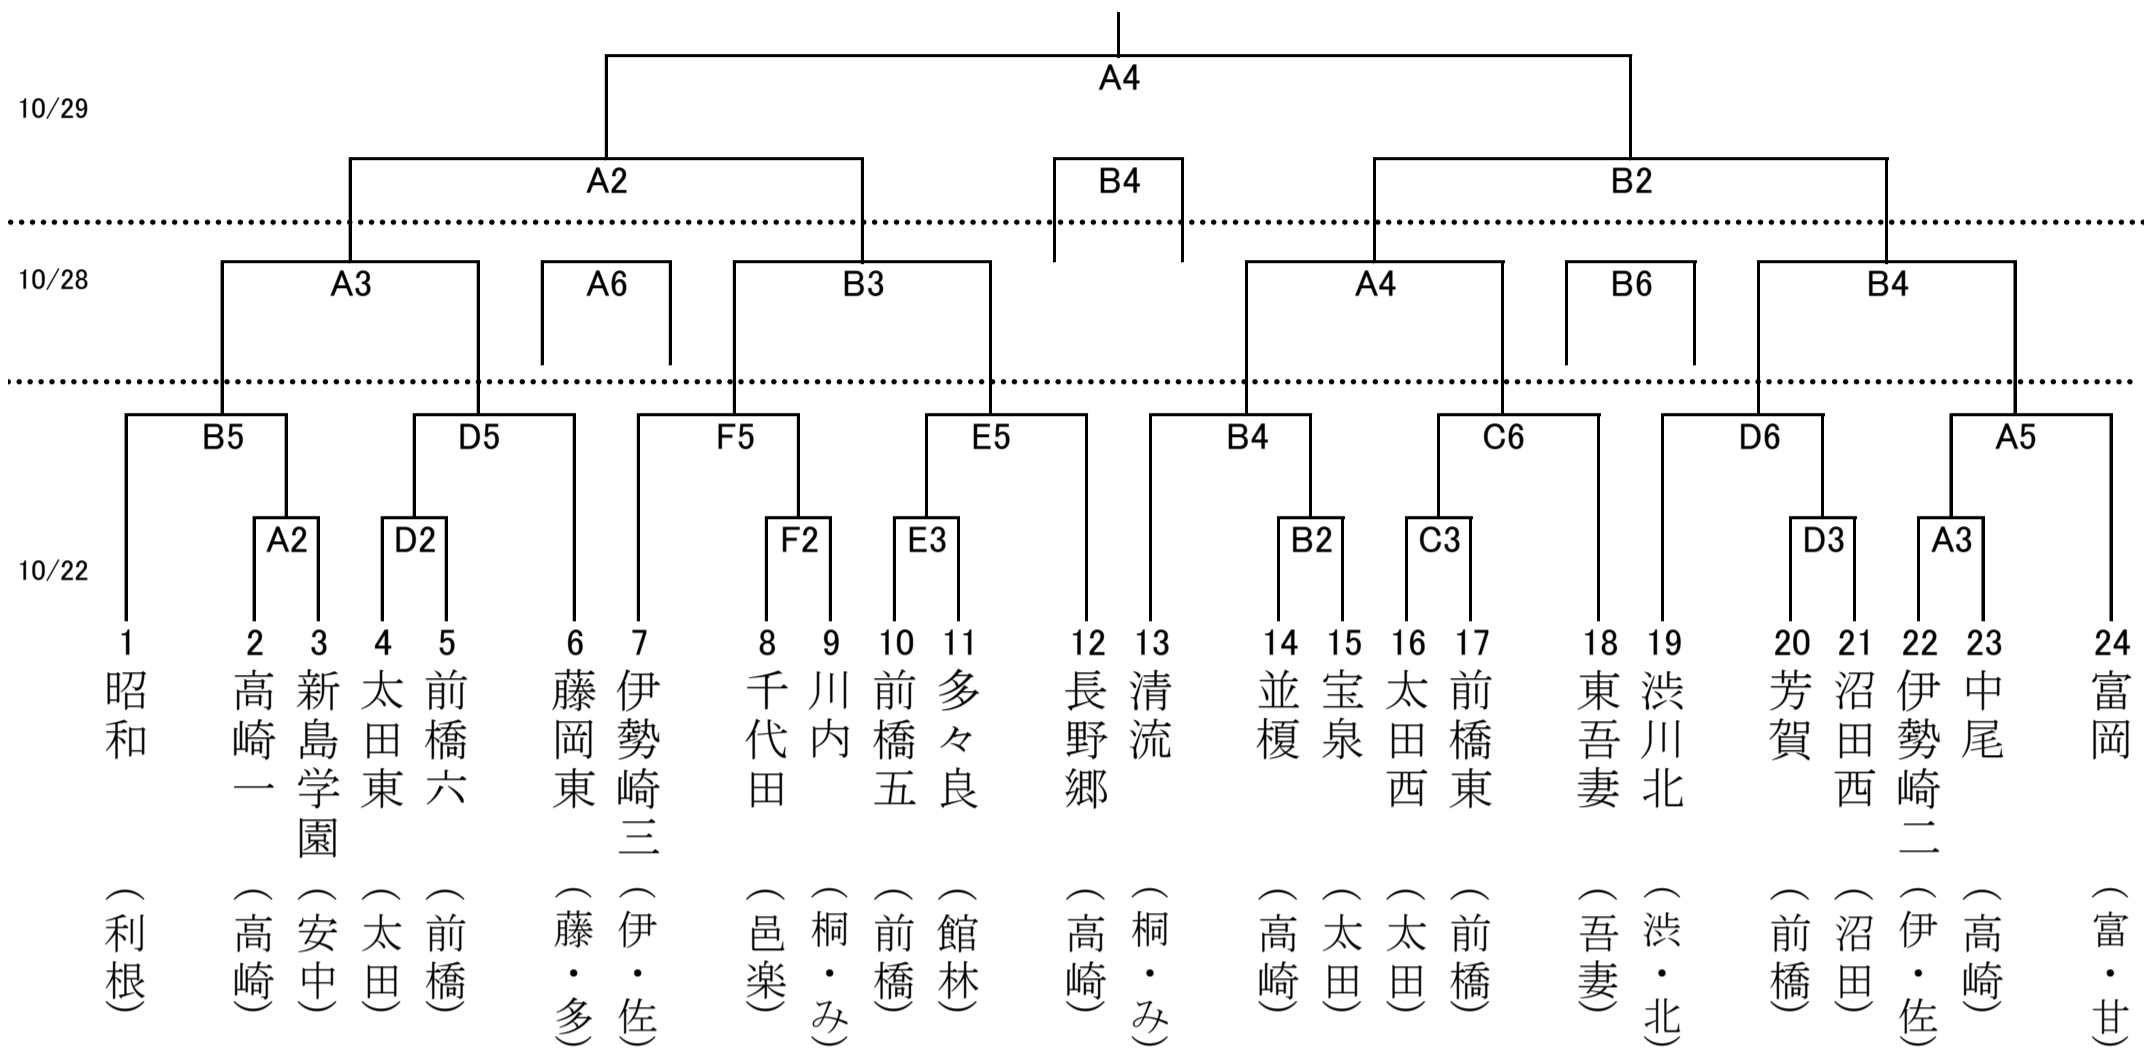 A4
10/29
A2
B4
B2
10/28
A3
A6
B3
A4
B6
B4
B5
D5
F5
E5
B4
C6
D6
A5
10/22
A2
D2
F2
E3
B2
C3
D3
A3
1 昭和 (利根)
2 高崎一 (高崎)
3 新島学園 (安中)
4 太田東 (太田)
5 前橋六 (前橋)
6 藤岡東 (藤・多)
7 伊勢崎三 (伊・佐)
8 千代田 (邑楽)
9 川内 (桐・み)
10 前橋五 (前橋)
11 多々良 (館林)
12 長野郷 (高崎)
13 清流 (桐・み)
14 並榎 (高崎)
15 宝泉 (太田)
16 太田西 (太田)
17 前橋東 (前橋)
18 東吾妻 (吾妻)
19 渋川北 (渋・北)
20 芳賀 (前橋)
21 沼田西 (沼田)
22 伊勢崎二 (伊・佐)
23 中尾 (高崎)
24 富岡 (富・甘)